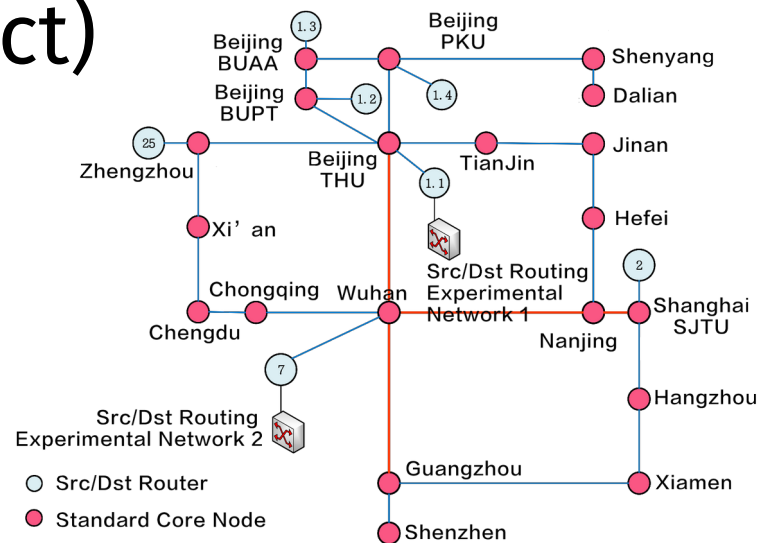 ct)
1.3
Beijing
PKU
Beijing
BUAA
Shenyang
Beijing
BUPT
1.2
1.4
Dalian
25
Zhengzhou
Beijing
THU
TianJin
Jinan
1.1
Xi’ an
Hefei
Src/Dst Routing
Experimental
Network 1
2
Chongqing
Wuhan
Shanghai
SJTU
Chengdu
Nanjing
7
Hangzhou
Src/Dst Routing
Experimental Network 2
Guangzhou
Xiamen
Src/Dst Router
Standard Core Node
Shenzhen